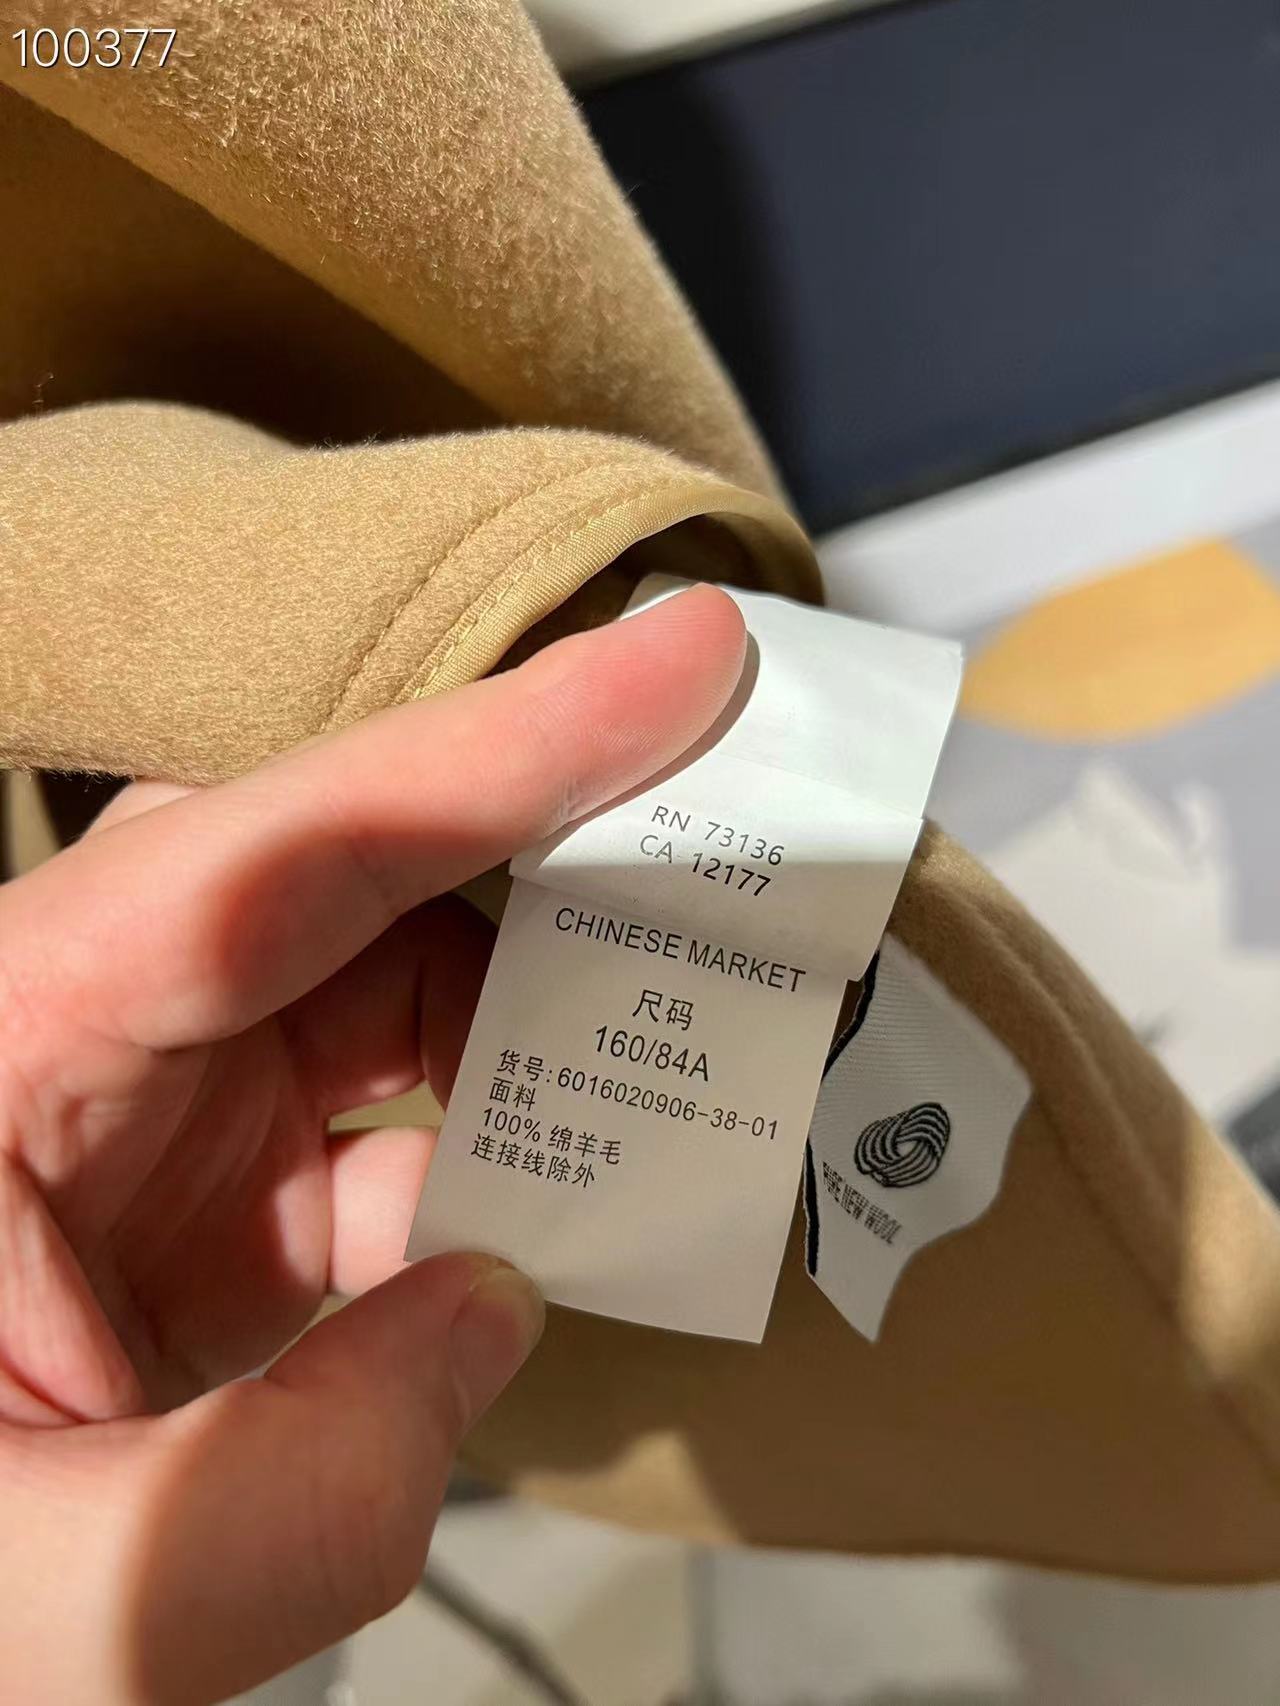 100377
RN 73136
CA 12177
CHINESE MARKET
尺码
160/84A
货号:6016020906-38-01
面料
100% 绵羊毛
连接线除外
PURE NEW WOOL